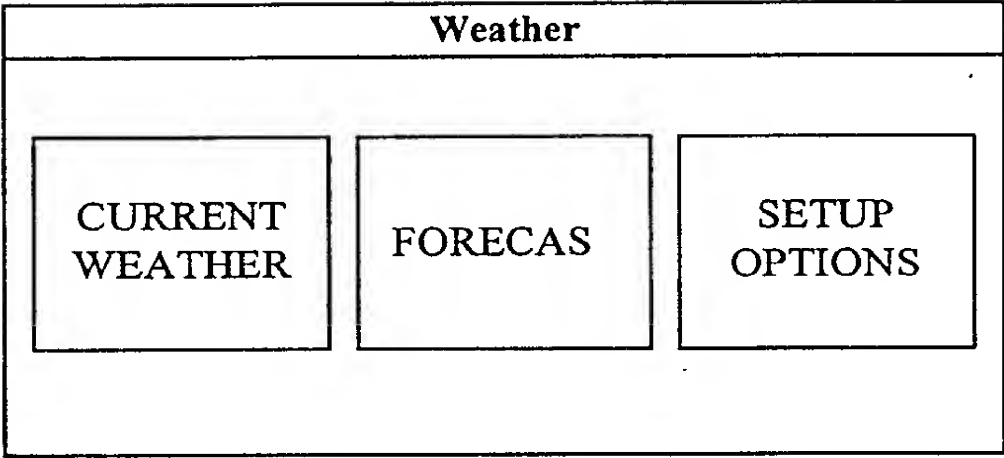 Weather
CURRENT
WEATHER
FORECAS
SETUP
OPTIONS